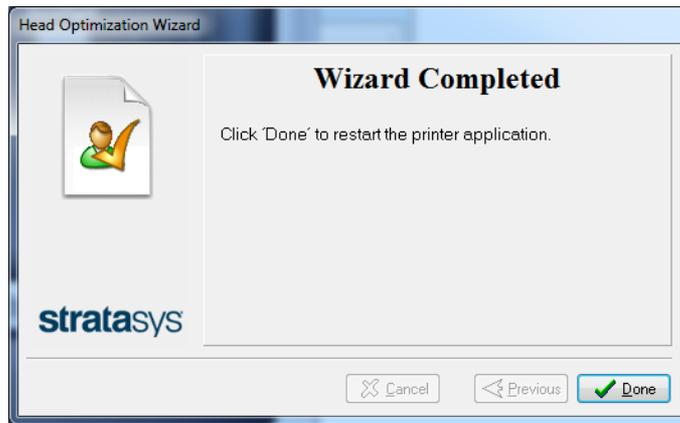 Head Optimization Wizard
Wizard Completed
Click ´Done´ to restart the printer application.
stratasys
Cancel
Previous
Done